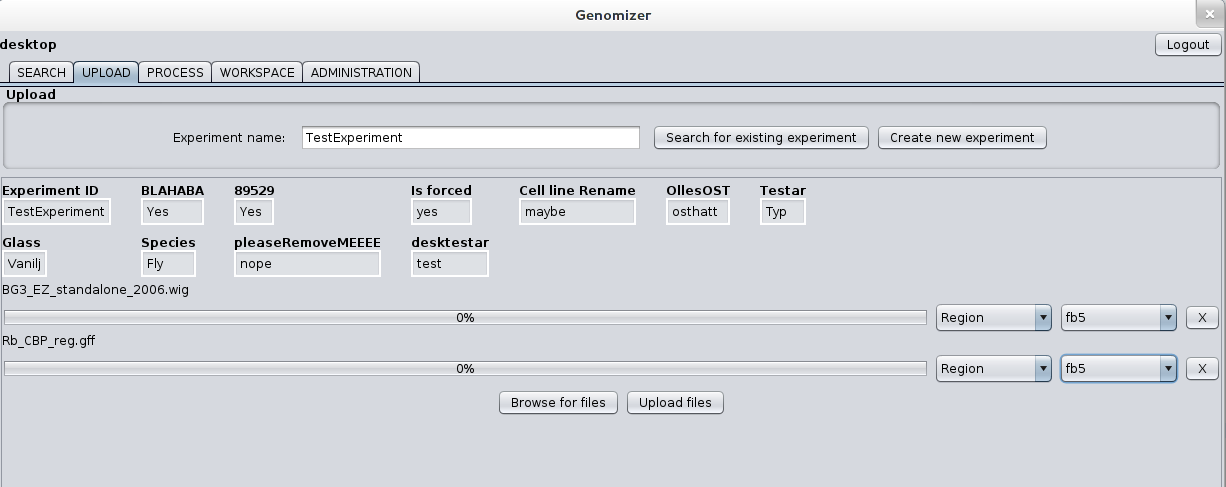 Genomizer
desktop Logout
SEARCH UPLOAD PROCESS WORKSPACE ADMINISTRATION
Upload
Experiment name: TestExperiment Search for existing experiment Create new experiment
Experiment ID BLAHABA 89529 Is forced Cell line Rename OllesOST Testar
TestExperiment Yes Yes yes maybe osthatt Typ
Glass Species pleaseRemoveMEEEE desktestar
Vanilj Fly nope test
BG3_EZ_standalone_2006.wig
0% Region fb5 X
Rb_CBP_reg.gff
0% Region fb5 X
Browse for files Upload files